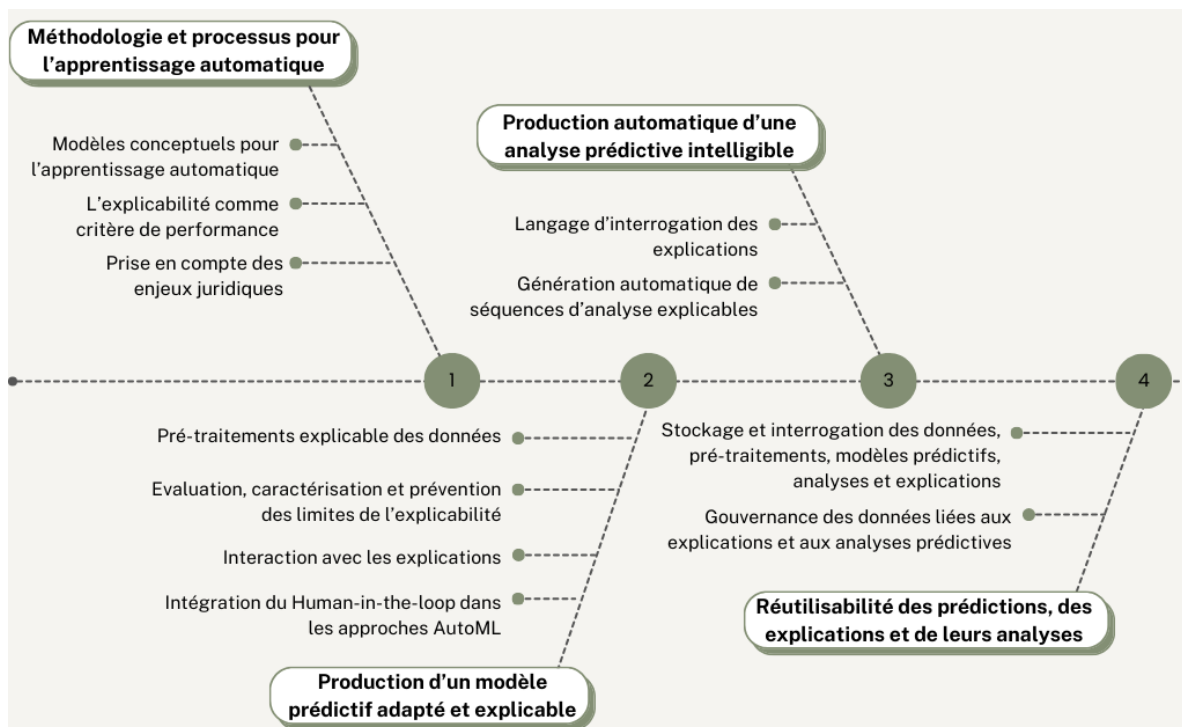 Méthodologie et processus pour
l'apprentissage automatique
Modèles conceptuels pour
l'apprentissage automatique
L'explicabilité comme
critère de performance
Prise en compte des
enjeux juridiques
Production automatique d'une
analyse prédictive intelligible
Langage d'interrogation des
explications
Génération automatique de
séquences d'analyse explicables
1
2
3
4
Pré-traitements explicable des données
Evaluation, caractérisation et prévention
des limites de l'explicabilité
Interaction avec les explications
Intégration du Human-in-the-loop dans
les approches AutoML
Production d'un modèle
prédictif adapté et explicable
Stockage et interrogation des données,
pré-traitements, modèles prédictifs,
analyses et explications
Gouvernance des données liées aux
explications et aux analyses prédictives
Réutilisabilité des prédictions, des
explications et de leurs analyses